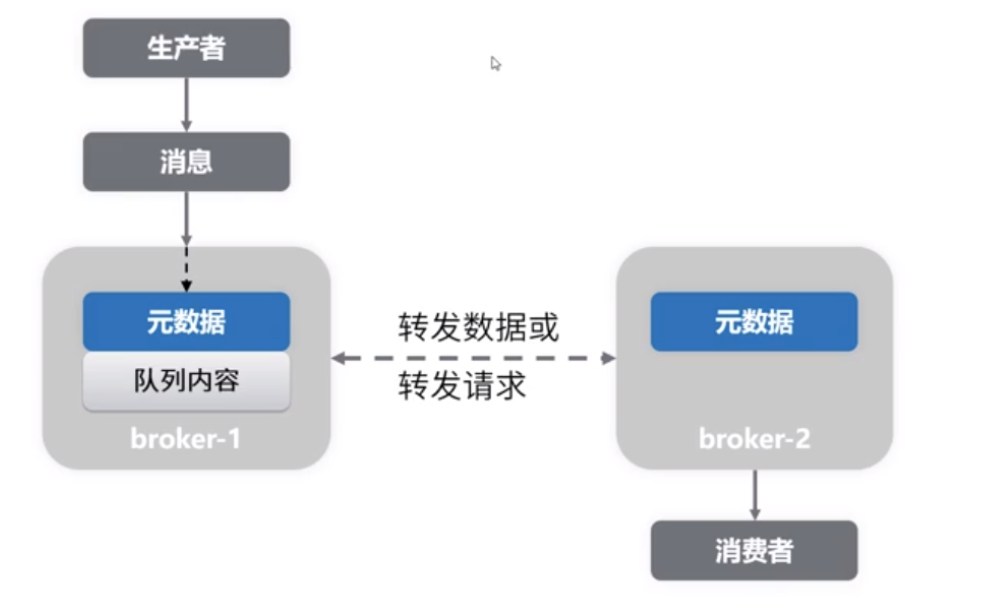 生产者
消息
元数据
队列内容
broker-1
转发数据或
转发请求
元数据
broker-2
消费者